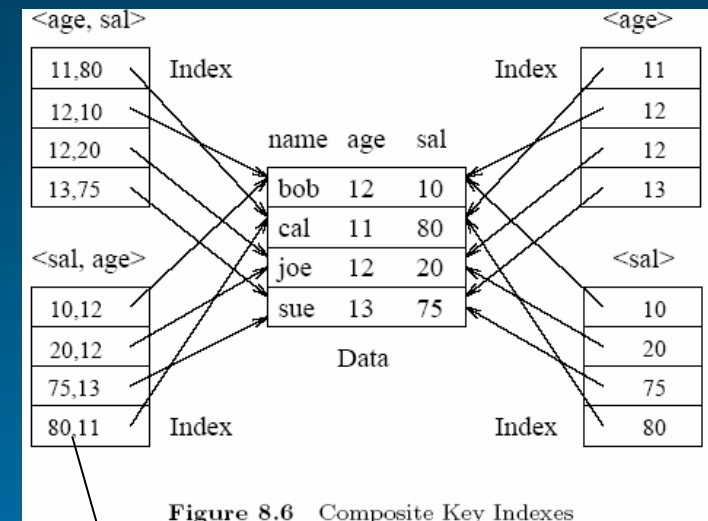 <age, sal>
11,80
12,10
12,20
13,75
Index
<sal, age>
10,12
20,12
75,13
80,11
Index
name age sal
bob 12 10
cal 11 80
joe 12 20
sue 13 75
Data
<age>
Index
11
12
12
13
<sal>
10
20
75
80
Index
Figure 8.6 Composite Key Indexes